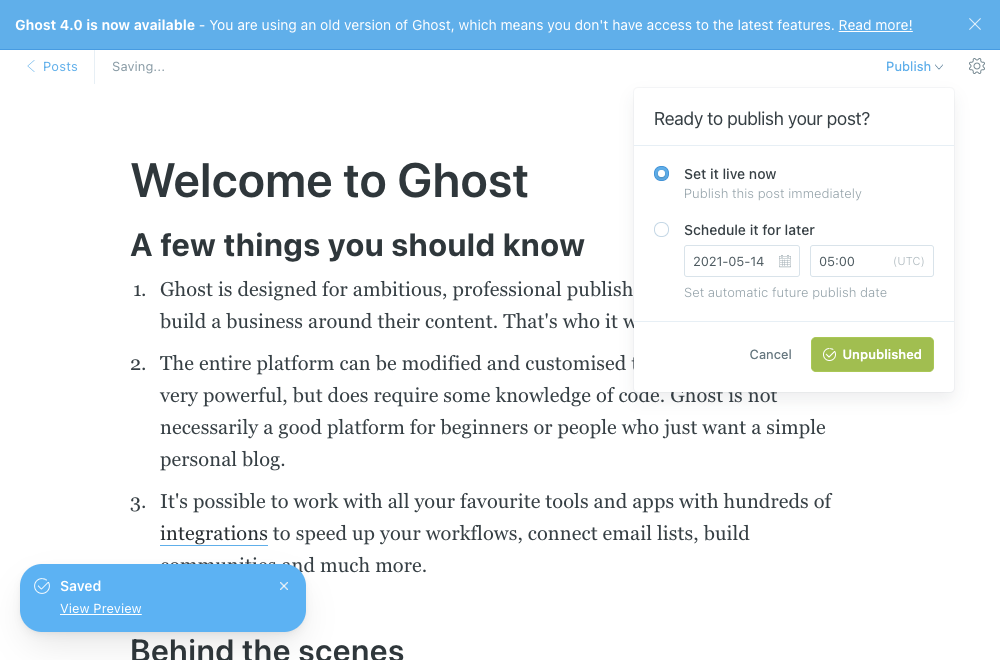 Ghost 4.0 is now available - You are using an old version of Ghost, which means you don't have access to the latest features. Read more!
Posts
Saving...
Publish
Ready to publish your post?
Set it live now
Publish this post immediately
Schedule it for later
2021-05-14
05:00 (UTC)
Set automatic future publish date
Cancel
Unpublished
Welcome to Ghost
A few things you should know
1. Ghost is designed for ambitious, professional publish
build a business around their content. That's who it w
2. The entire platform can be modified and customised t
very powerful, but does require some knowledge of code. Ghost is not
necessarily a good platform for beginners or people who just want a simple
personal blog.
3. It's possible to work with all your favourite tools and apps with hundreds of
integrations to speed up your workflows, connect email lists, build
communities and much more.
Saved
View Preview
Behind the scenes